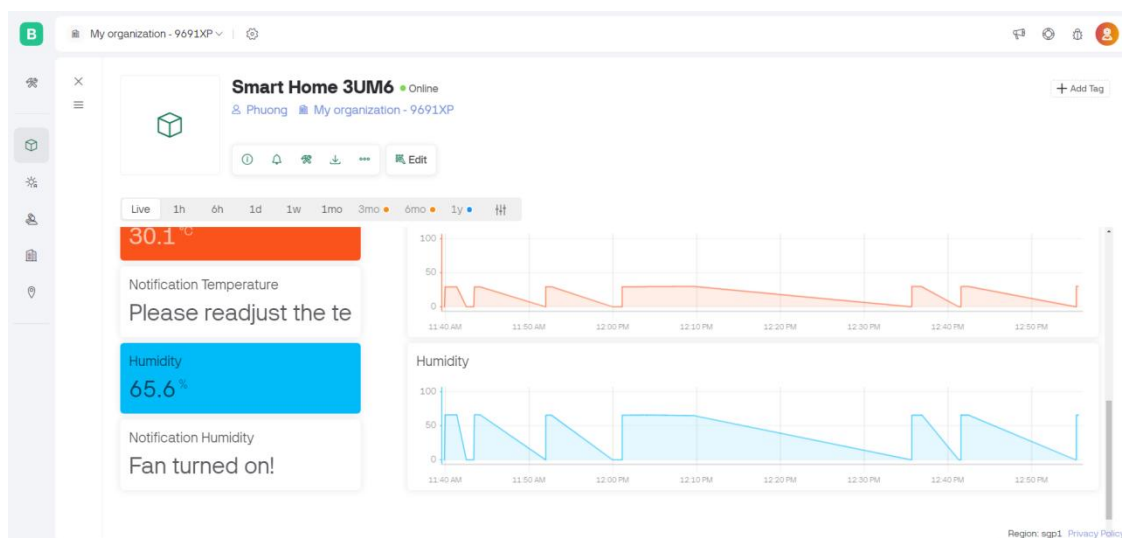 B
My organization - 9691XP
Smart Home 3UM6 Online
+ Add Tag
Phuong My organization - 9691XP
Edit
Live 1h 6h 1d 1w 1mo 3mo 6mo 1y
30.1 °C
Notification Temperature
Please readjust the te
100
50
0
11:40 AM 11:50 AM 12:00 PM 12:10 PM 12:20 PM 12:30 PM 12:40 PM 12:50 PM
Humidity
65.6 %
Notification Humidity
Fan turned on!
Humidity
100
50
0
11:40 AM 11:50 AM 12:00 PM 12:10 PM 12:20 PM 12:30 PM 12:40 PM 12:50 PM
Region: sgp1 Privacy Policy